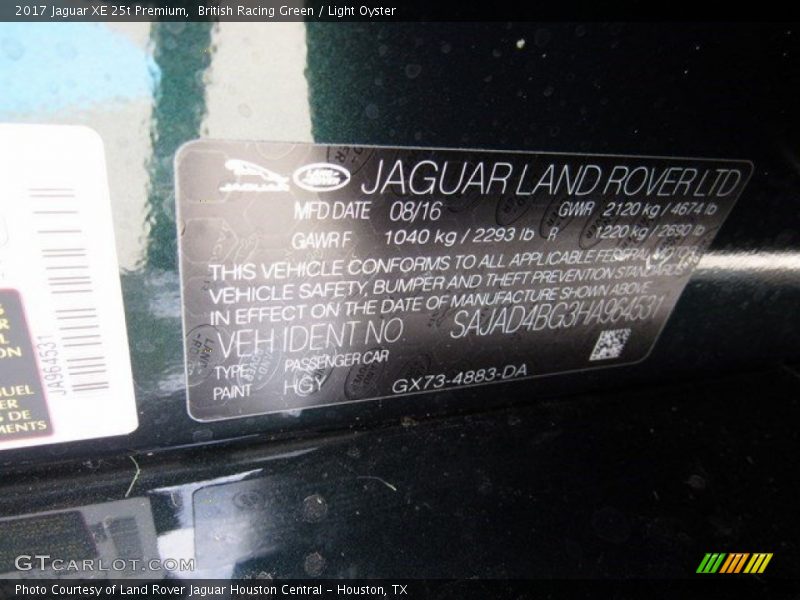 2017 Jaguar XE 25t Premium,  British Racing Green / Light Oyster
JAGUAR LAND ROVER JAGUAR LAND ROVER LTD
MFD DATE 08/16 GWR 2120 kg / 4674 lb
GAWR F 1040 kg / 2293 lb R 1220 kg / 2690 lb
THIS VEHICLE CONFORMS TO ALL APPLICABLE FEDERAL MOTOR
VEHICLE SAFETY, BUMPER AND THEFT PREVENTION STANDARDS
IN EFFECT ON THE DATE OF MANUFACTURE SHOWN ABOVE
VEH IDENT NO. SAJAD4BG3HA964531
TYPE PASSENGER CAR
PAINT HGY GX73-4883-DA
JA964531
GTCARLOT.COM
Photo Courtesy of Land Rover Jaguar Houston Central - Houston, TX